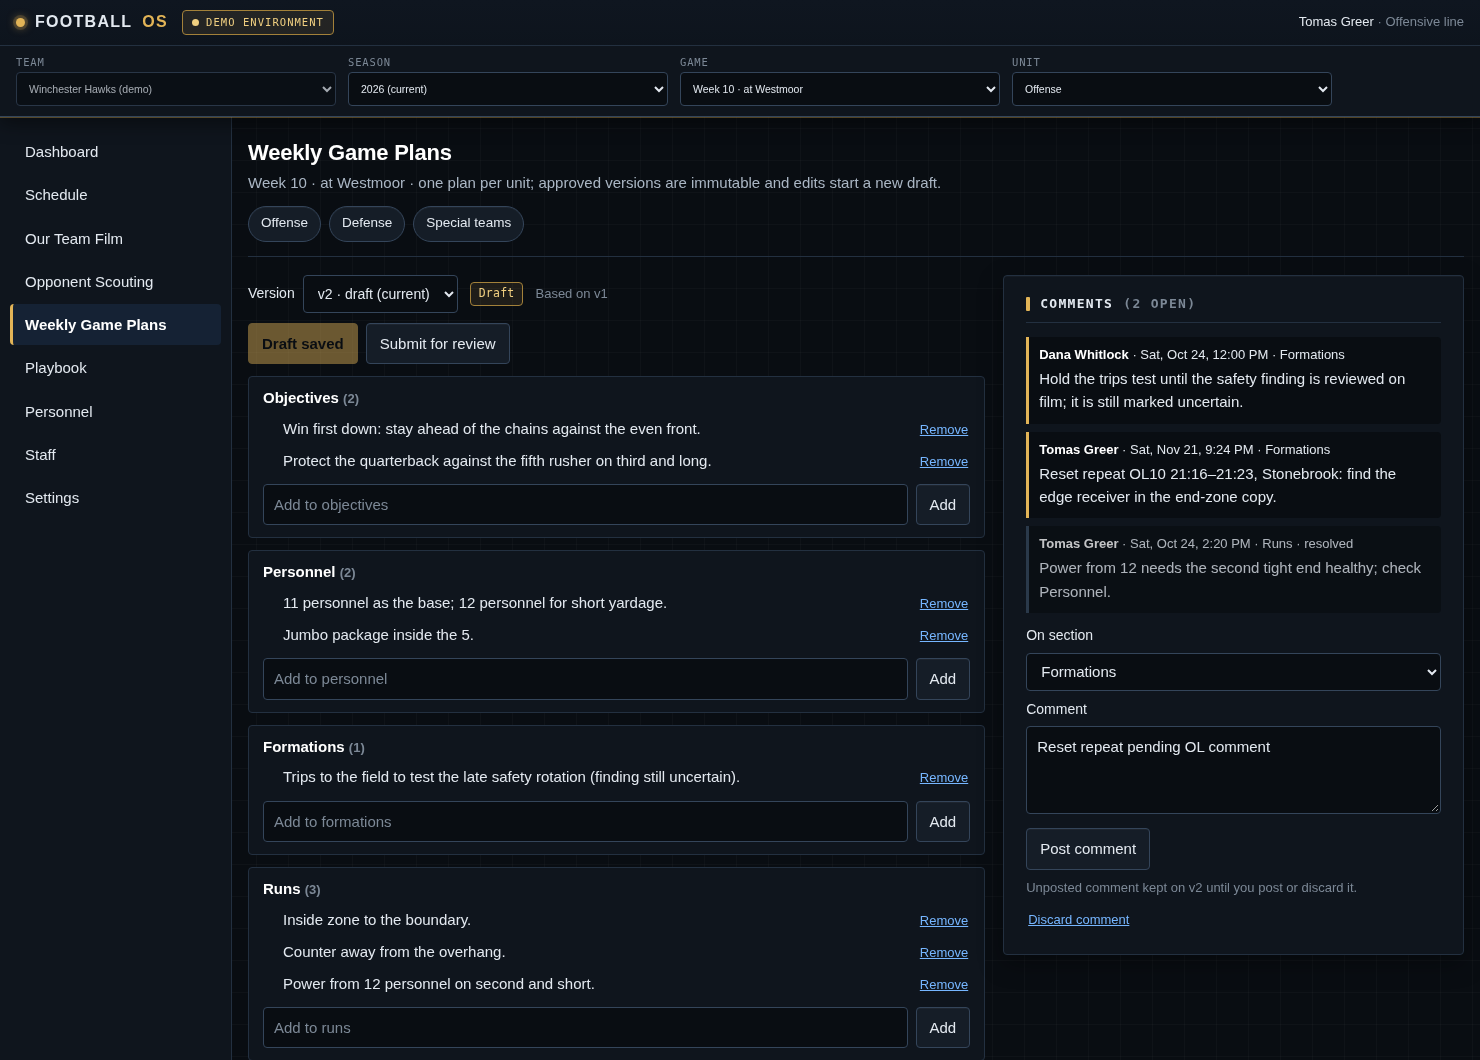 FOOTBALL OS
DEMO ENVIRONMENT
Tomas Greer · Offensive line
TEAM
Winchester Hawks (demo)
SEASON
2026 (current)
GAME
Week 10 · at Westmoor
UNIT
Offense
Dashboard
Schedule
Our Team Film
Opponent Scouting
Weekly Game Plans
Playbook
Personnel
Staff
Settings
Weekly Game Plans
Week 10 · at Westmoor · one plan per unit; approved versions are immutable and edits start a new draft.
Offense
Defense
Special teams
Version
v2 · draft (current)
Draft
Based on v1
Draft saved
Submit for review
Objectives (2)
Win first down: stay ahead of the chains against the even front.
Remove
Protect the quarterback against the fifth rusher on third and long.
Remove
Add to objectives
Add
Personnel (2)
11 personnel as the base; 12 personnel for short yardage.
Remove
Jumbo package inside the 5.
Remove
Add to personnel
Add
Formations (1)
Trips to the field to test the late safety rotation (finding still uncertain).
Remove
Add to formations
Add
Runs (3)
Inside zone to the boundary.
Remove
Counter away from the overhang.
Remove
Power from 12 personnel on second and short.
Remove
Add to runs
Add
COMMENTS (2 OPEN)
Dana Whitlock · Sat, Oct 24, 12:00 PM · Formations
Hold the trips test until the safety finding is reviewed on
film; it is still marked uncertain.
Tomas Greer · Sat, Nov 21, 9:24 PM · Formations
Reset repeat OL10 21:16–21:23, Stonebrook: find the
edge receiver in the end-zone copy.
Tomas Greer · Sat, Oct 24, 2:20 PM · Runs · resolved
Power from 12 needs the second tight end healthy; check
Personnel.
On section
Formations
Comment
Reset repeat pending OL comment
Post comment
Unposted comment kept on v2 until you post or discard it.
Discard comment